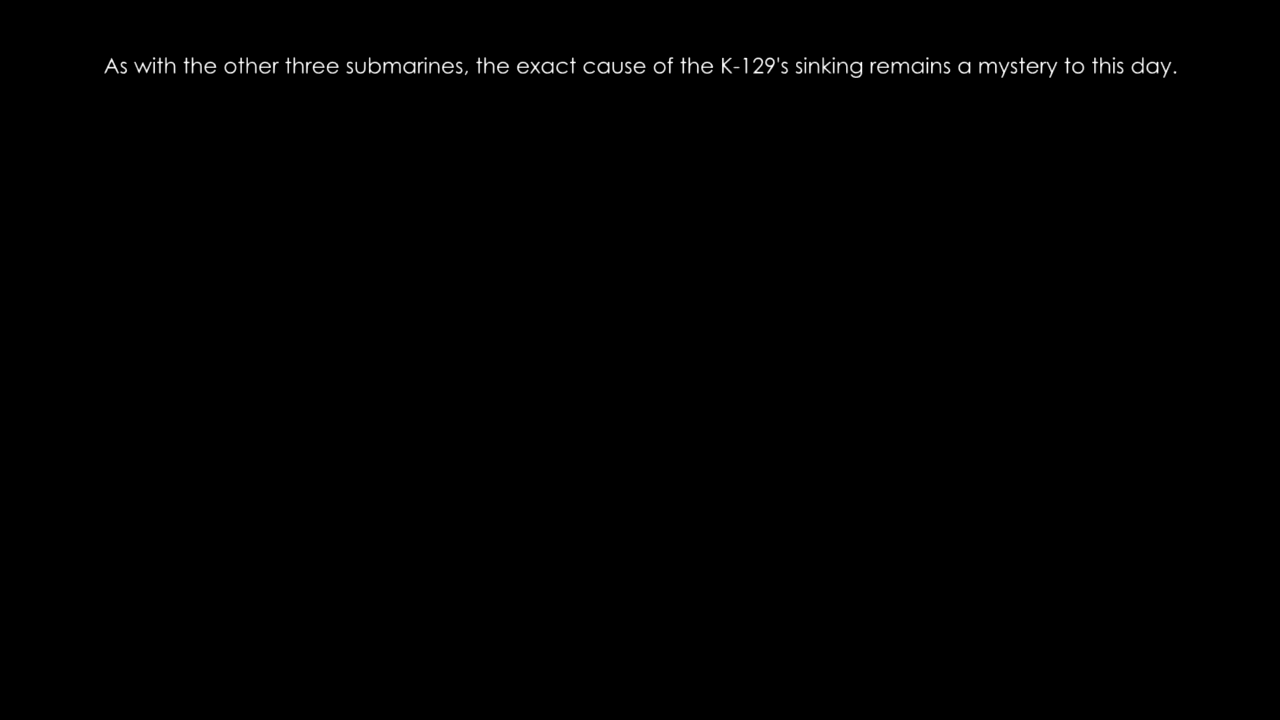 As with the other three submarines, the exact cause of the K-129's sinking remains a mystery to this day.